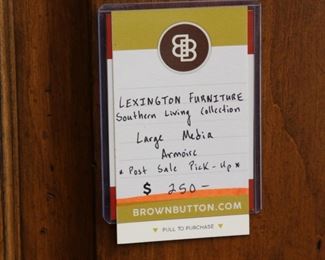 BB
LEXINGTON FURNITURE
Southern Living Collection
Large Media
Armoire
* Post Sale Pick-Up *
$ 250-
BROWNBUTTON.COM
PULL TO PURCHASE